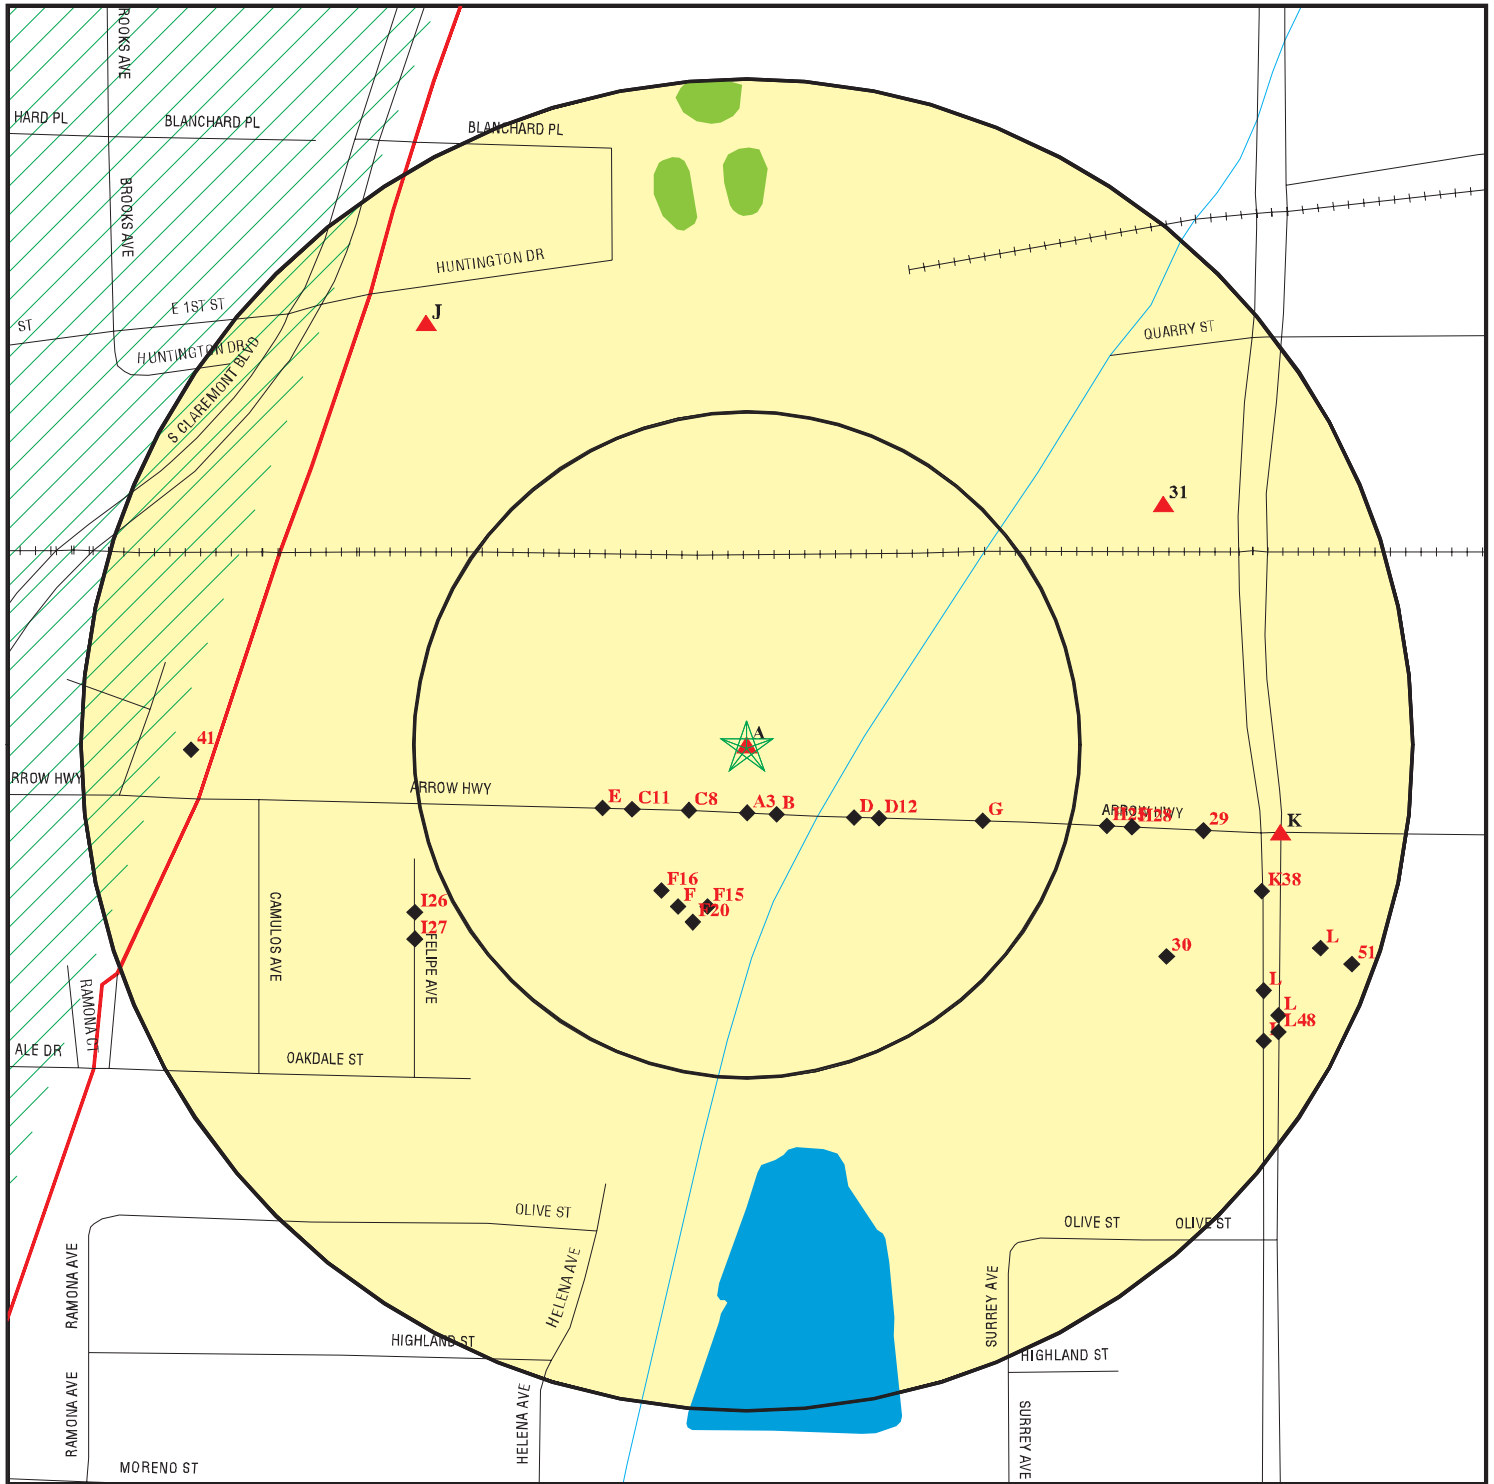 ROOKS AVE
HARD PL
BLANCHARD PL
BLANCHARD PL
BROOKS AVE
HUNTINGTON DR
E 1ST ST
ST
J
QUARRY ST
HUNTINGTON DR
S CLAREMONT BLVD
31
A
41
RROW HWY
ARROW HWY
E
C11
C8
A3
B
D
D12
G
ARROW HWY
H28
29
K
F16
F
F15
F20
K38
I26
I27
CAMULOS AVE
FELIPE AVE
30
L
51
L
L
L48
RAMONA CT
ALE DR
OAKDALE ST
OLIVE ST
OLIVE ST
OLIVE ST
RAMONA AVE
HELENA AVE
SURREY AVE
HIGHLAND ST
HIGHLAND ST
RAMONA AVE
HELENA AVE
SURREY AVE
MORENO ST